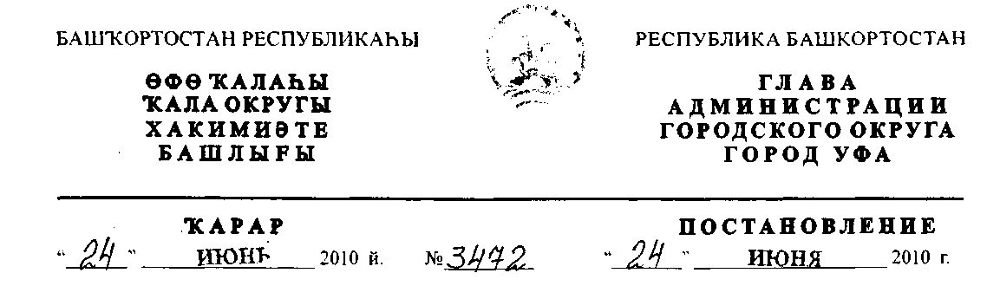 БАШҠОРТОСТАН РЕСПУБЛИКАҺЫ
ӨФӨ ҠАЛАҺЫ
ҠАЛА ОКРУГЫ
ХАКИМИӘТЕ
БАШЛЫҒЫ
РЕСПУБЛИКА БАШКОРТОСТАН
ГЛАВА
АДМИНИСТРАЦИИ
ГОРОДСКОГО ОКРУГА
ГОРОД УФА
ҠАРАР
ПОСТАНОВЛЕНИЕ
"24" ИЮНЬ 2010 й. №3472 "24" ИЮНЯ 2010 г.